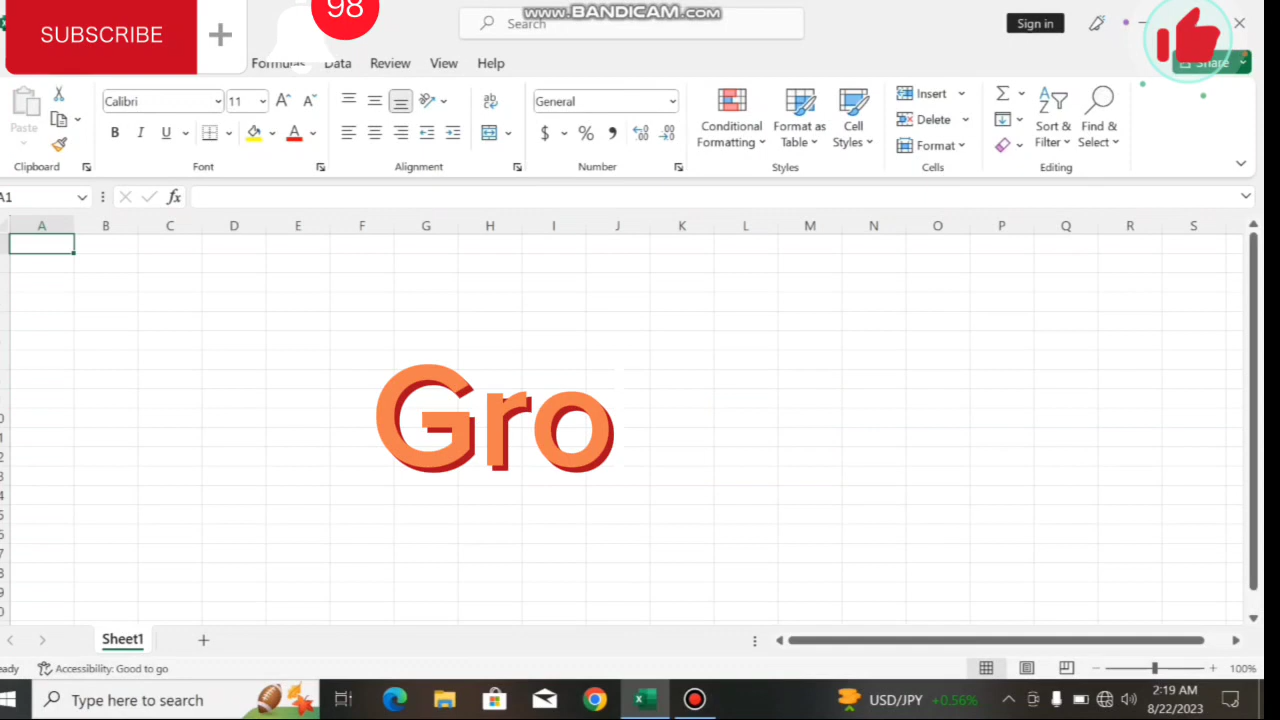 SUBSCRIBE
+
98
www.BANDICAM.com
Search
Sign in
Share
Formulas Data Review View Help
Paste
Calibri
11
General
Conditional Formatting
Format as Table
Cell Styles
Insert
Delete
Format
Sort & Filter
Find & Select
B I U
A
$ % ,
Clipboard
Font
Alignment
Number
Styles
Cells
Editing
A1
fx
A B C D E F G H I J K L M N O P Q R S
Gro
Sheet1
Accessibility: Good to go
100%
Type here to search
USD/JPY +0.56%
2:19 AM
8/22/2023